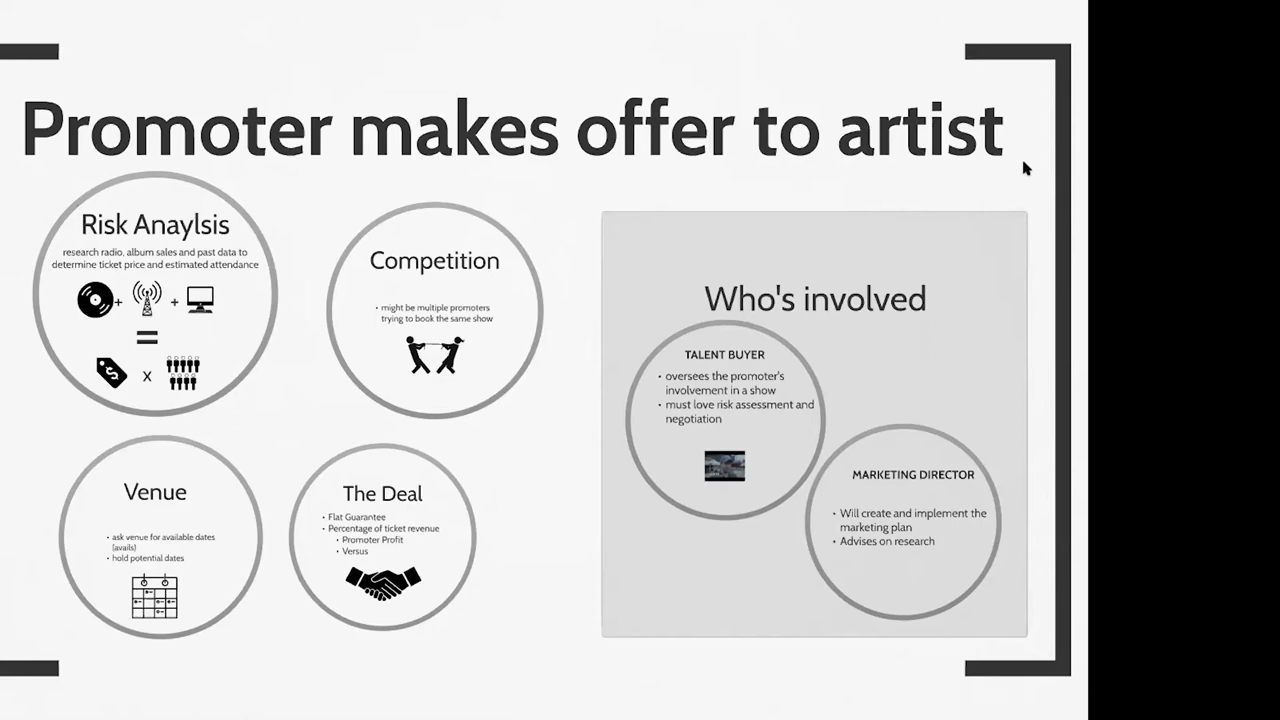 Promoter makes offer to artist
Risk Anaylsis
research radio, album sales and past data to
determine ticket price and estimated attendance
+ +
X
Competition
• might be multiple promoters
trying to book the same show
Venue
• ask venue for available dates
(avails)
• hold potential dates
The Deal
• Flat Guarantee
• Percentage of ticket revenue
• Promoter Profit
• Versus
Who's involved
TALENT BUYER
• oversees the promoter's
involvement in a show
• must love risk assessment and
negotiation
MARKETING DIRECTOR
• Will create and implement the
marketing plan
• Advises on research